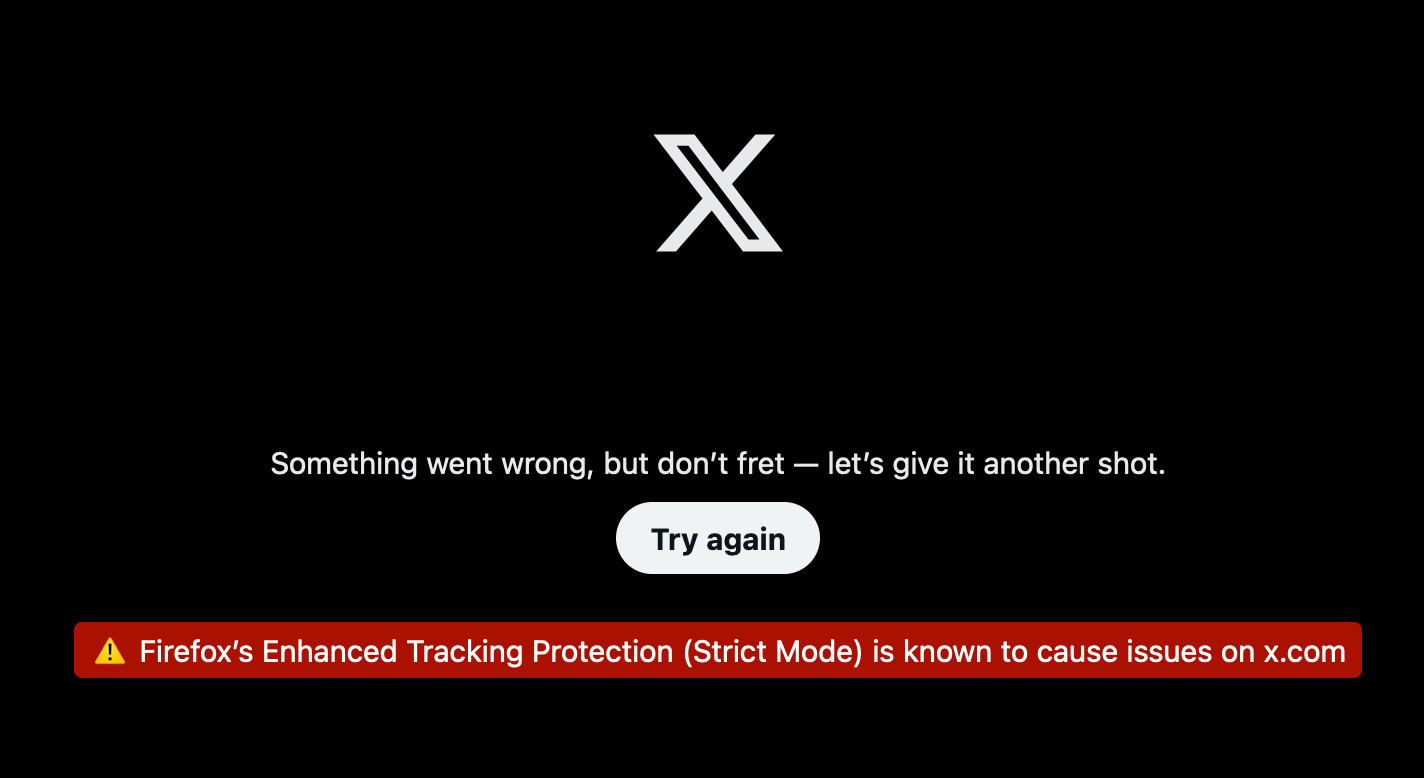 Something went wrong, but don’t fret — let’s give it another shot.
Try again
⚠️ Firefox’s Enhanced Tracking Protection (Strict Mode) is known to cause issues on x.com